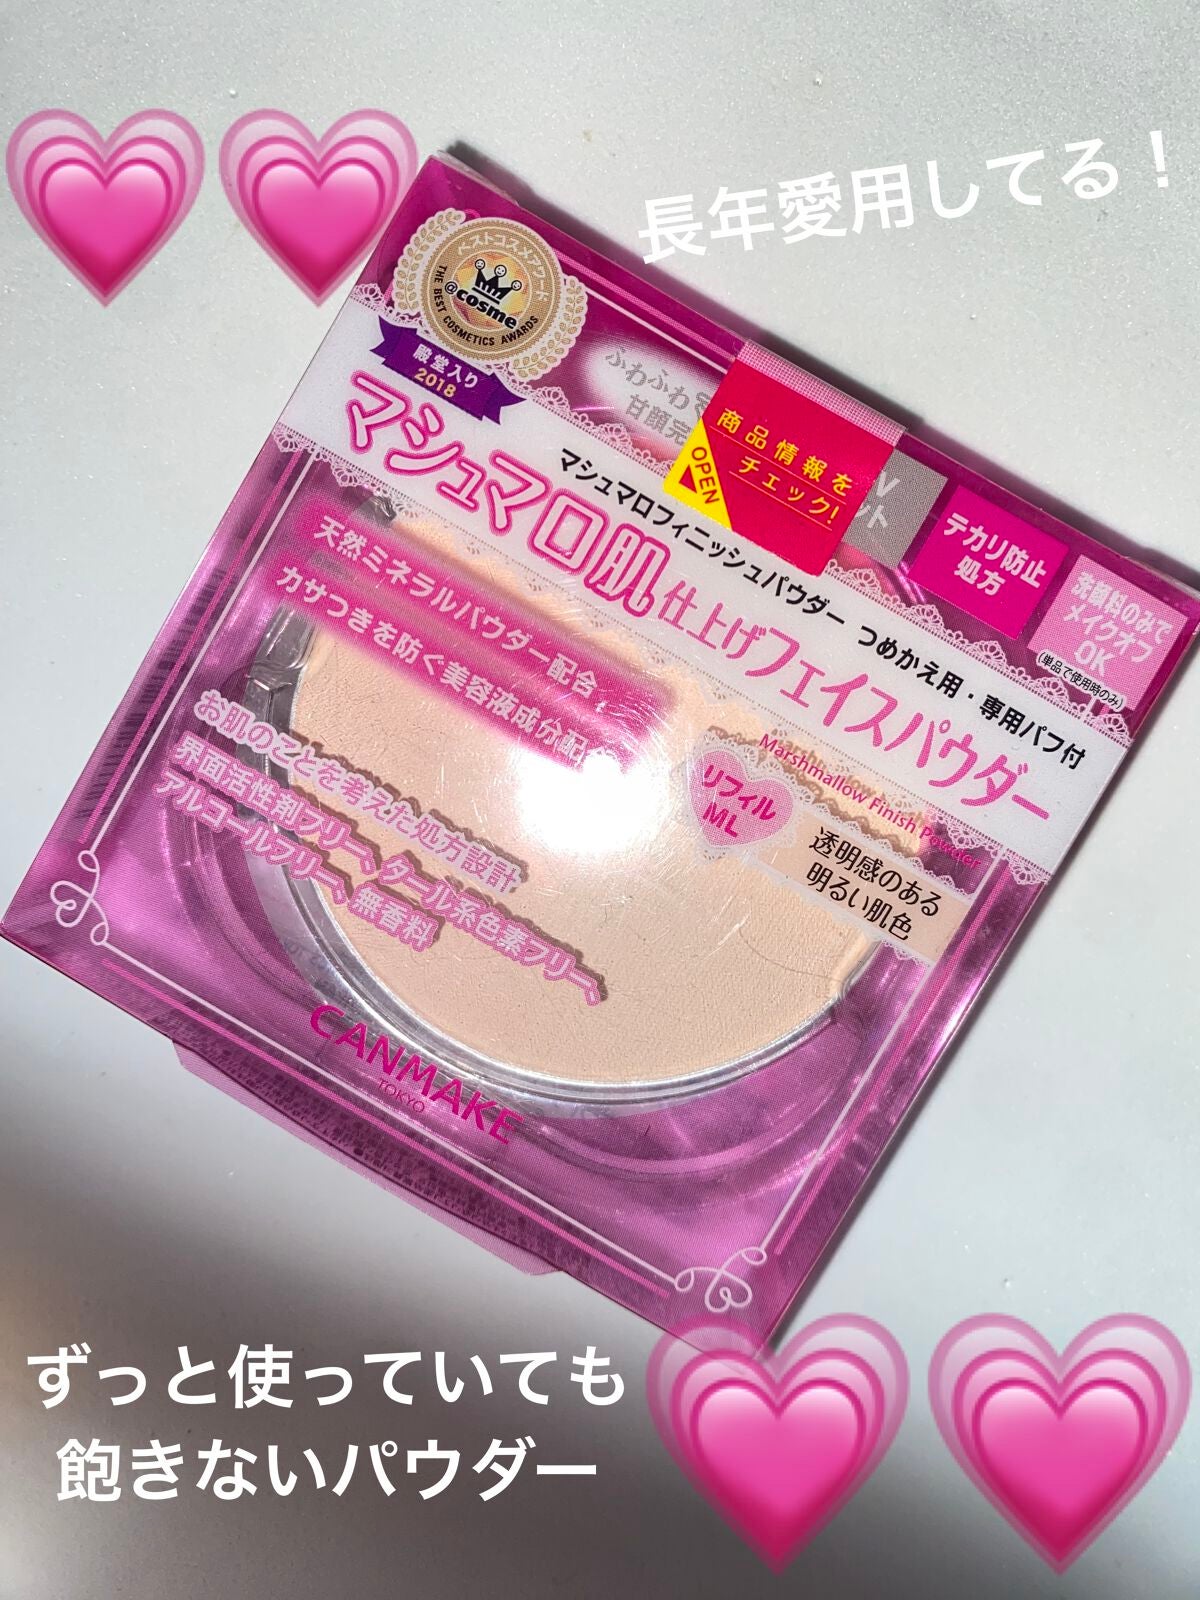 長年愛用してる！
ベストコスメアワード
@cosme
THE BEST COSMETICS AWARDS
殿堂入り
2018
ふわふわ
甘顔完
商品情報を
チェック!
OPEN
テカリ防止
処方
洗顔料のみで
メイクオフ
OK
(単品で使用時のみ)
マシュマロフィニッシュパウダー つめかえ用・専用パフ付
マシュマロ肌仕上げフェイスパウダー
Marshmallow Finish Powder
天然ミネラルパウダー配合
カサつきを防ぐ美容液成分配合
リフィル
ML
透明感のある
明るい肌色
お肌のことを考えた処方設計
界面活性剤フリー、タール系色素フリー、
アルコールフリー、無香料
CANMAKE
TOKYO
ずっと使っていても
飽きないパウダー